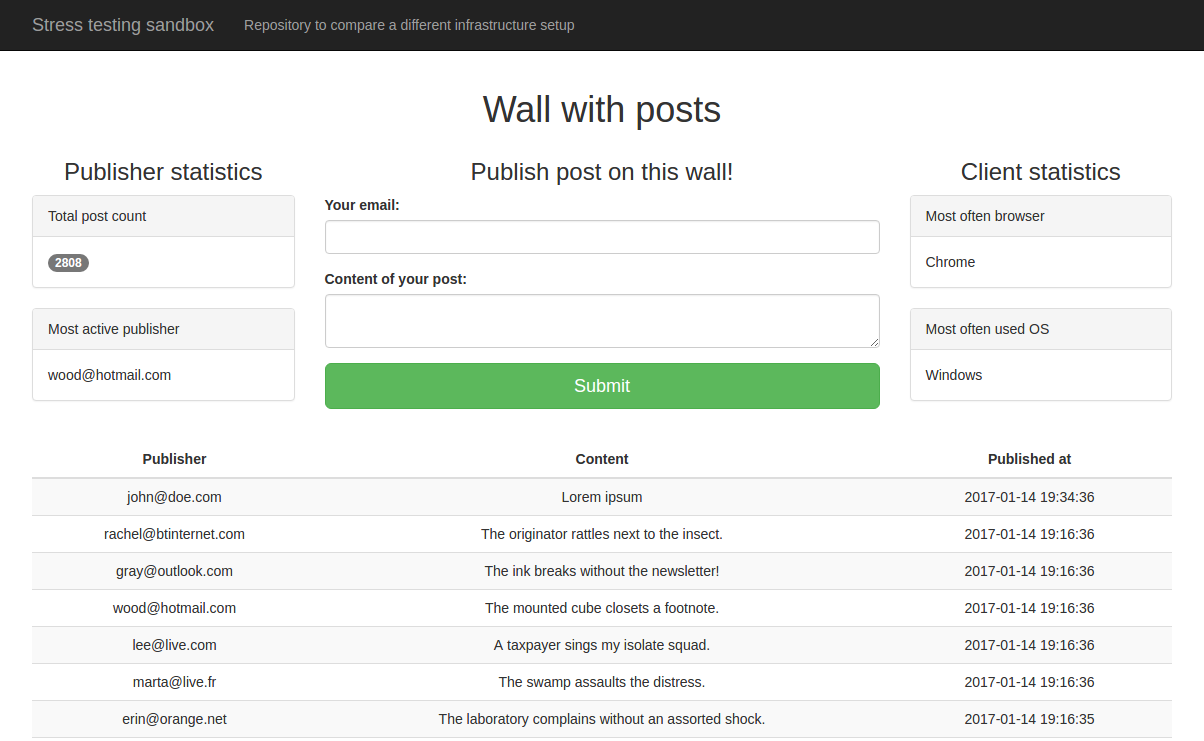 Stress testing sandbox Repository to compare a different infrastructure setup
Wall with posts
Publisher statistics
Total post count
2808
Most active publisher
wood@hotmail.com
Publish post on this wall!
Your email:
Content of your post:
Submit
Client statistics
Most often browser
Chrome
Most often used OS
Windows
Publisher Content Published at
john@doe.com Lorem ipsum 2017-01-14 19:34:36
rachel@btinternet.com The originator rattles next to the insect. 2017-01-14 19:16:36
gray@outlook.com The ink breaks without the newsletter! 2017-01-14 19:16:36
wood@hotmail.com The mounted cube closets a footnote. 2017-01-14 19:16:36
lee@live.com A taxpayer sings my isolate squad. 2017-01-14 19:16:36
marta@live.fr The swamp assaults the distress. 2017-01-14 19:16:36
erin@orange.net The laboratory complains without an assorted shock. 2017-01-14 19:16:35